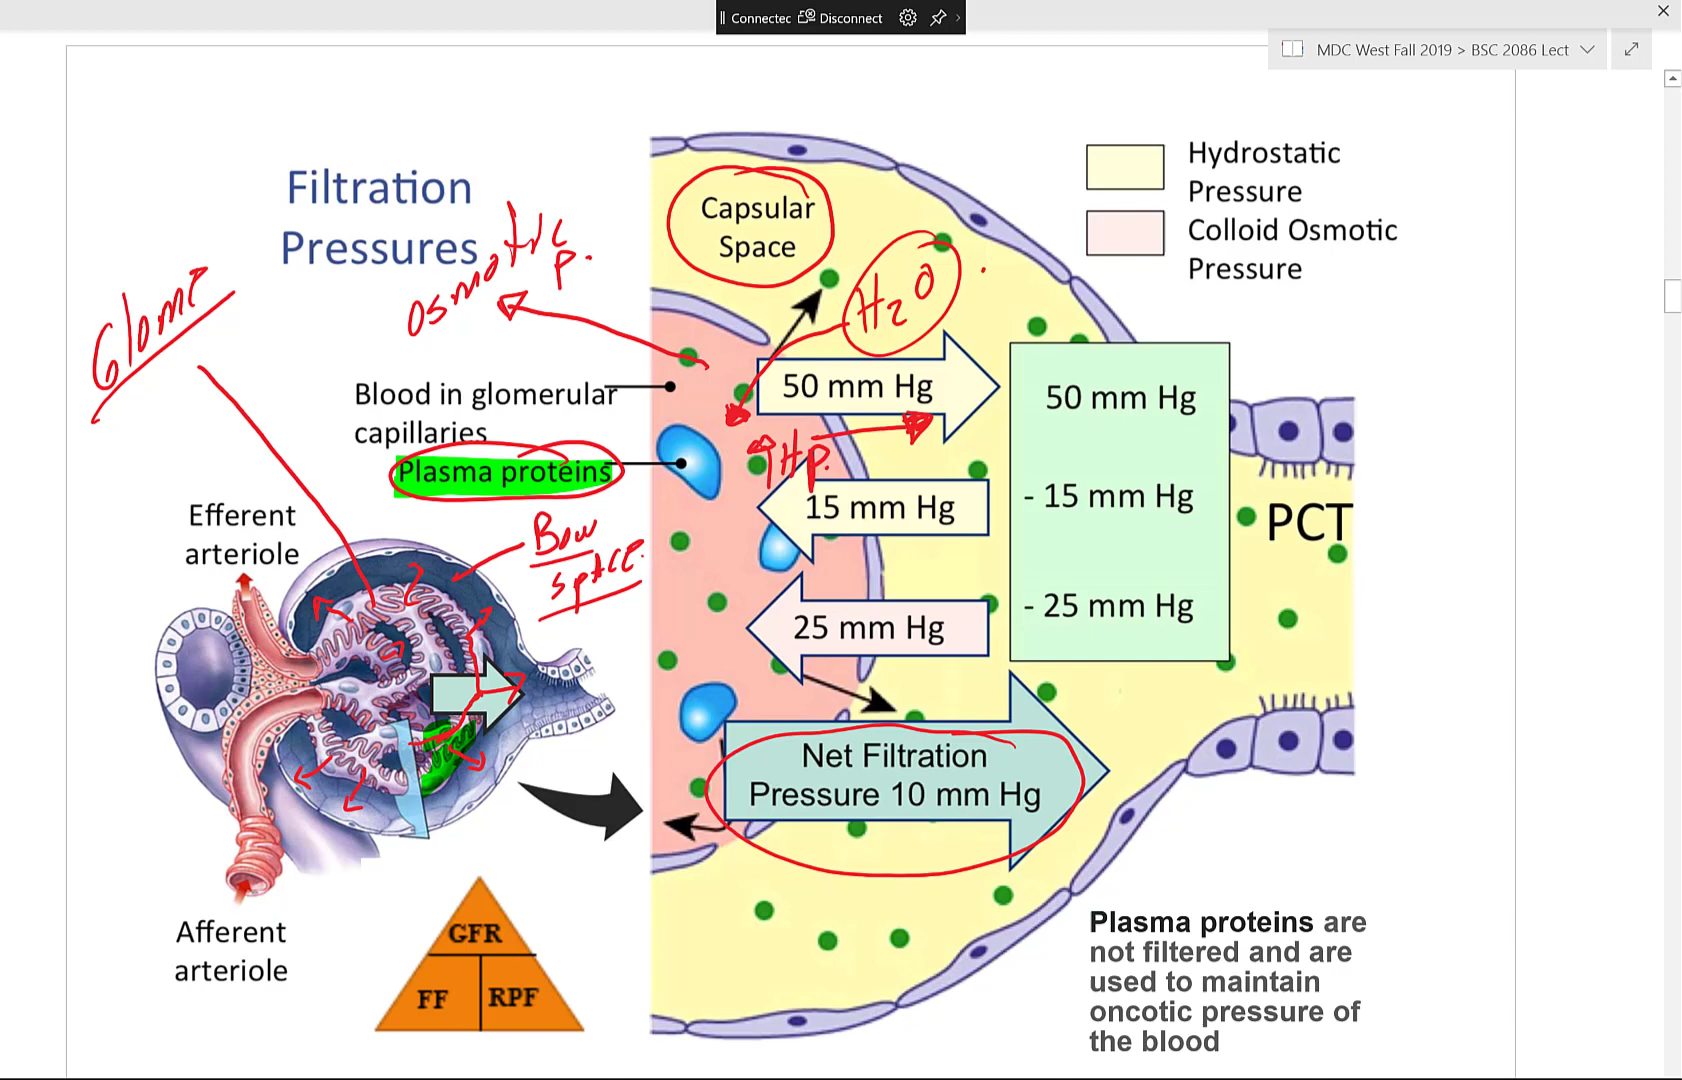 Connectec Disconnect
MDC West Fall 2019 > BSC 2086 Lect
Filtration
Pressures
Capsular
Space
Hydrostatic
Pressure
Colloid Osmotic
Pressure
osmotic
P.
Glome
H2O
Blood in glomerular
capillaries
Plasma proteins
50 mm Hg
Hp.
15 mm Hg
25 mm Hg
50 mm Hg
- 15 mm Hg
- 25 mm Hg
PCT
Efferent
arteriole
Bow
space.
Net Filtration
Pressure 10 mm Hg
Afferent
arteriole
GFR
FF RPF
Plasma proteins are
not filtered and are
used to maintain
oncotic pressure of
the blood